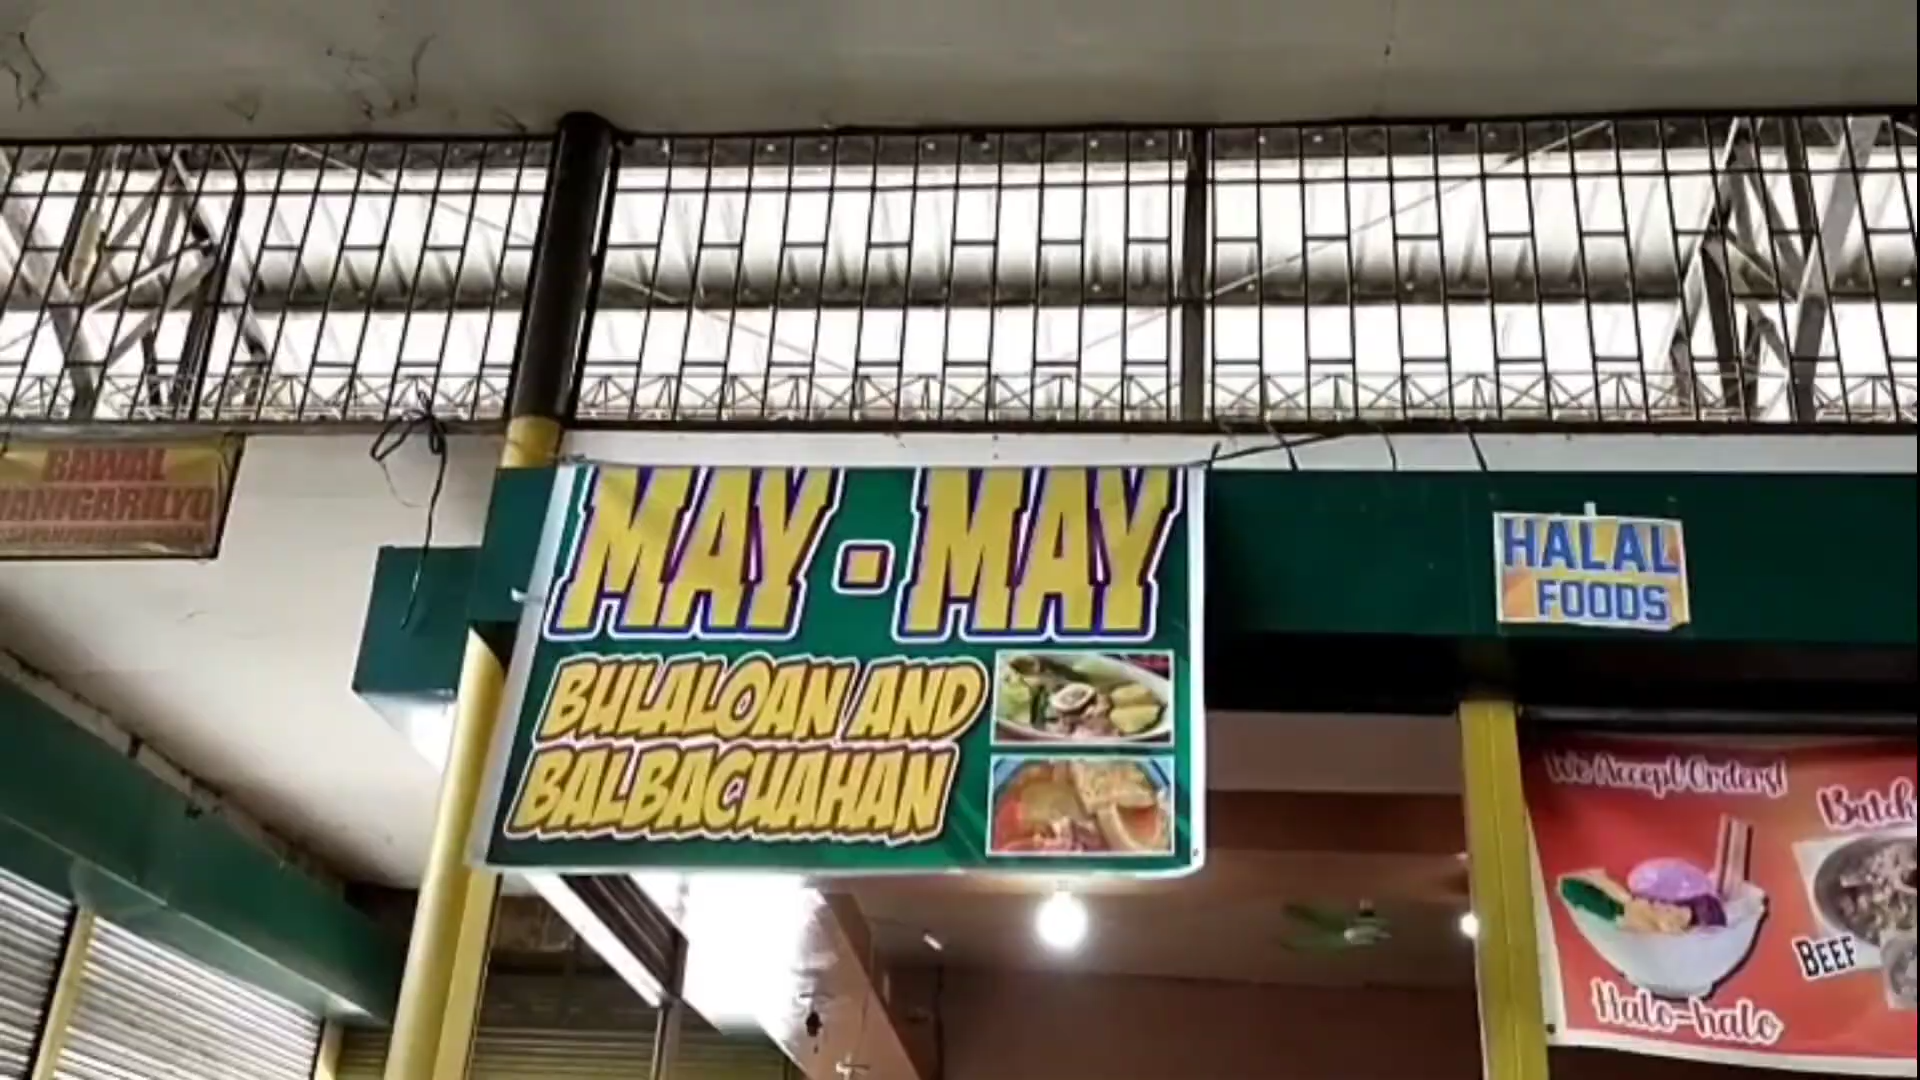 BAWAL
MAY-MAY
BULALOAN AND
BALBACUAHAN
HALAL
FOODS
We Accept Orders!
BEEF
Halo-halo